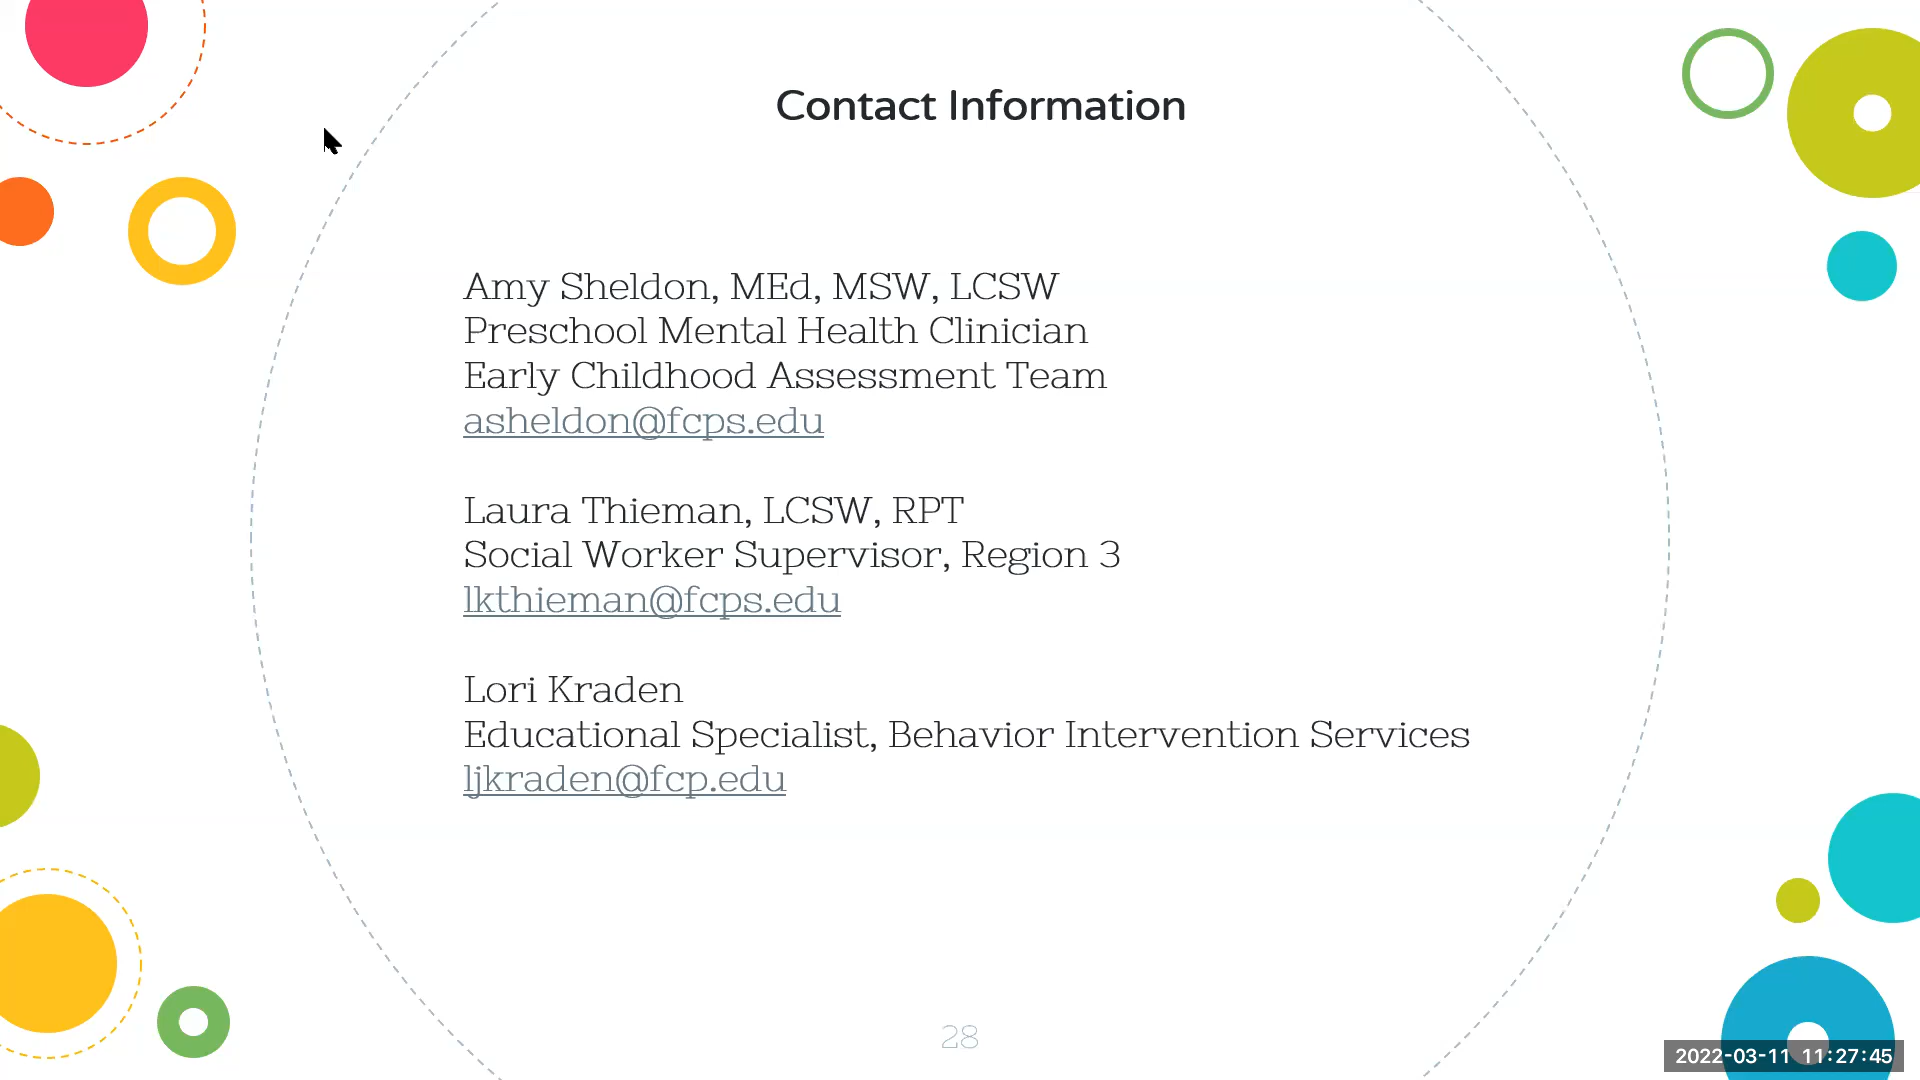 Contact Information
Amy Sheldon, MEd, MSW, LCSW
Preschool Mental Health Clinician
Early Childhood Assessment Team
asheldon@fcps.edu
Laura Thieman, LCSW, RPT
Social Worker Supervisor, Region 3
lkthieman@fcps.edu
Lori Kraden
Educational Specialist, Behavior Intervention Services
ljkraden@fcp.edu
28
2022-03-11 11:27:45